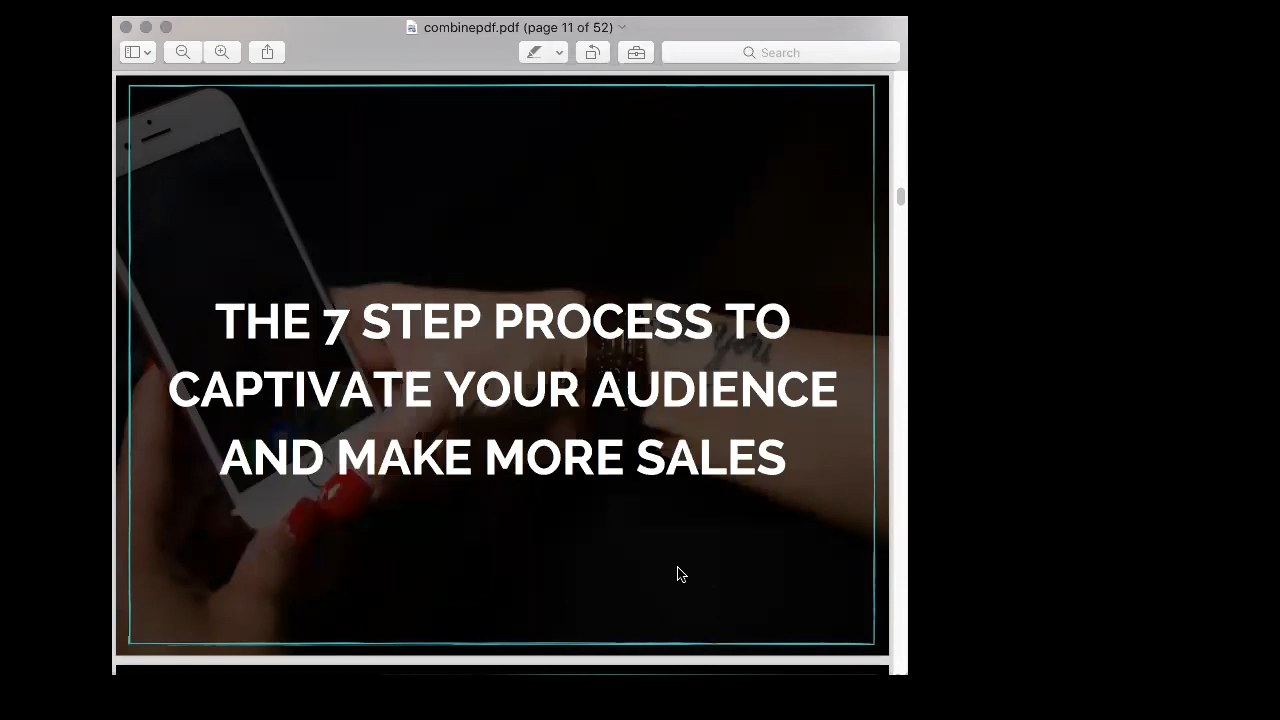 combinepdf.pdf (page 11 of 52)
Search
THE 7 STEP PROCESS TO
CAPTIVATE YOUR AUDIENCE
AND MAKE MORE SALES